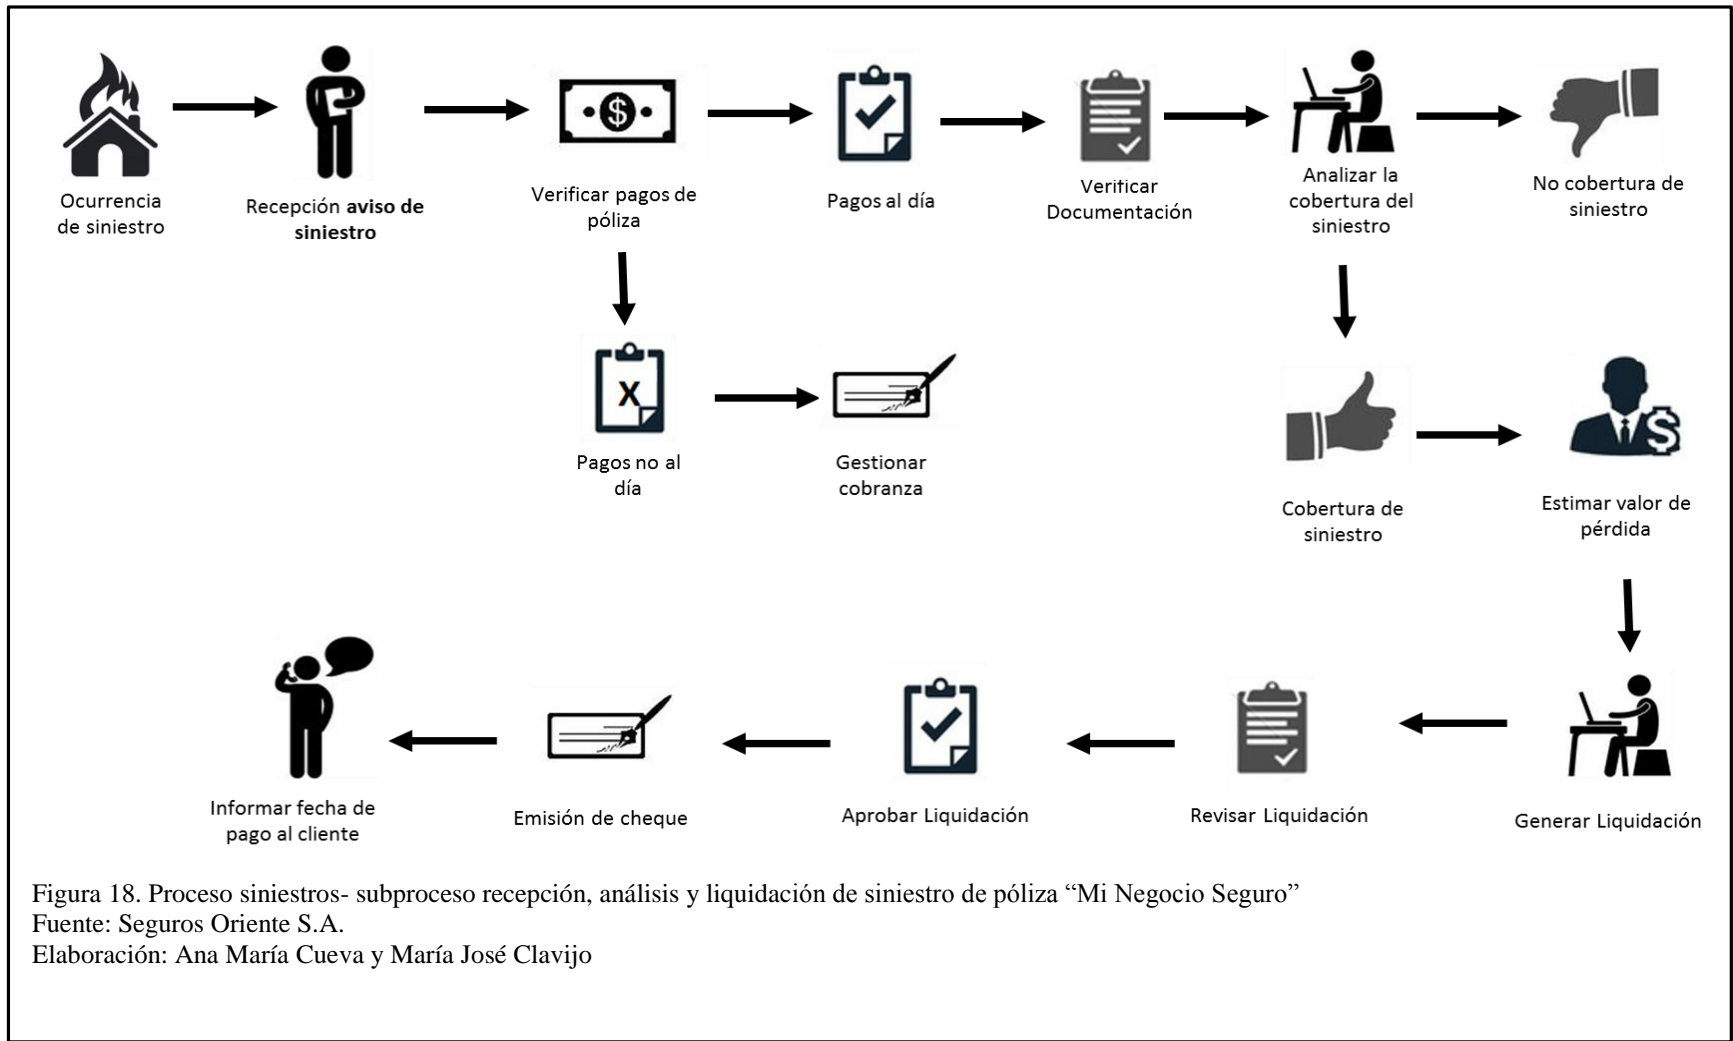 Ocurrencia
de siniestro
Recepción aviso de
siniestro
$
Verificar pagos de
póliza
Pagos al día
Verificar
Documentación
Analizar la
cobertura del
siniestro
No cobertura de
siniestro
X
Pagos no al
día
Gestionar
cobranza
Cobertura de
siniestro
$
Estimar valor de
pérdida
Informar fecha de
pago al cliente
Emisión de cheque
Aprobar Liquidación
Revisar Liquidación
Generar Liquidación
Figura 18. Proceso siniestros- subproceso recepción, análisis y liquidación de siniestro de póliza “Mi Negocio Seguro”
Fuente: Seguros Oriente S.A.
Elaboración: Ana María Cueva y María José Clavijo